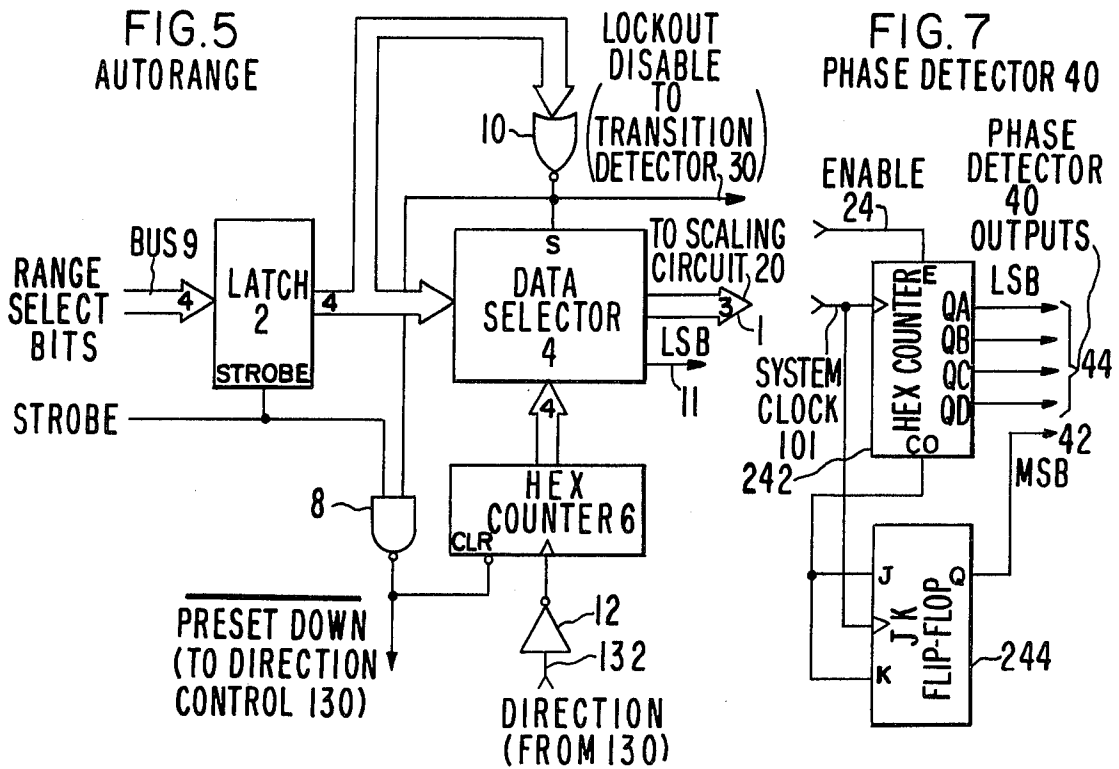 FIG.5
AUTORANGE
10
LOCKOUT
DISABLE
TO
TRANSITION
DETECTOR 30
RANGE
SELECT
BITS
BUS 9
4
LATCH
2
4
STROBE
STROBE
S
DATA
SELECTOR
4
TO SCALING
CIRCUIT 20
3
1
LSB
11
4
HEX
COUNTER 6
CLR
8
PRESET DOWN
(TO DIRECTION
CONTROL 130)
12
132
DIRECTION
(FROM 130)
FIG. 7
PHASE DETECTOR 40
PHASE
DETECTOR
40
OUTPUTS
ENABLE
24
E
HEX COUNTER
QA
QB
QC
QD
CO
LSB
44
42
MSB
SYSTEM
CLOCK
101
242
J
Q
K
JK
FLIP-FLOP
244